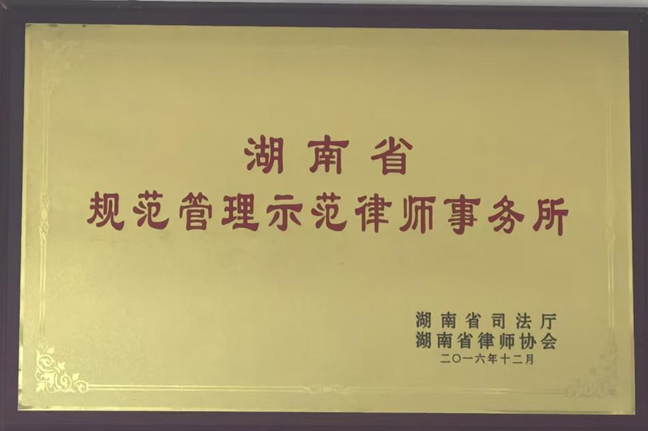 湖南省
规范管理示范律师事务所
湖南省司法厅
湖南省律师协会
二〇一六年十二月